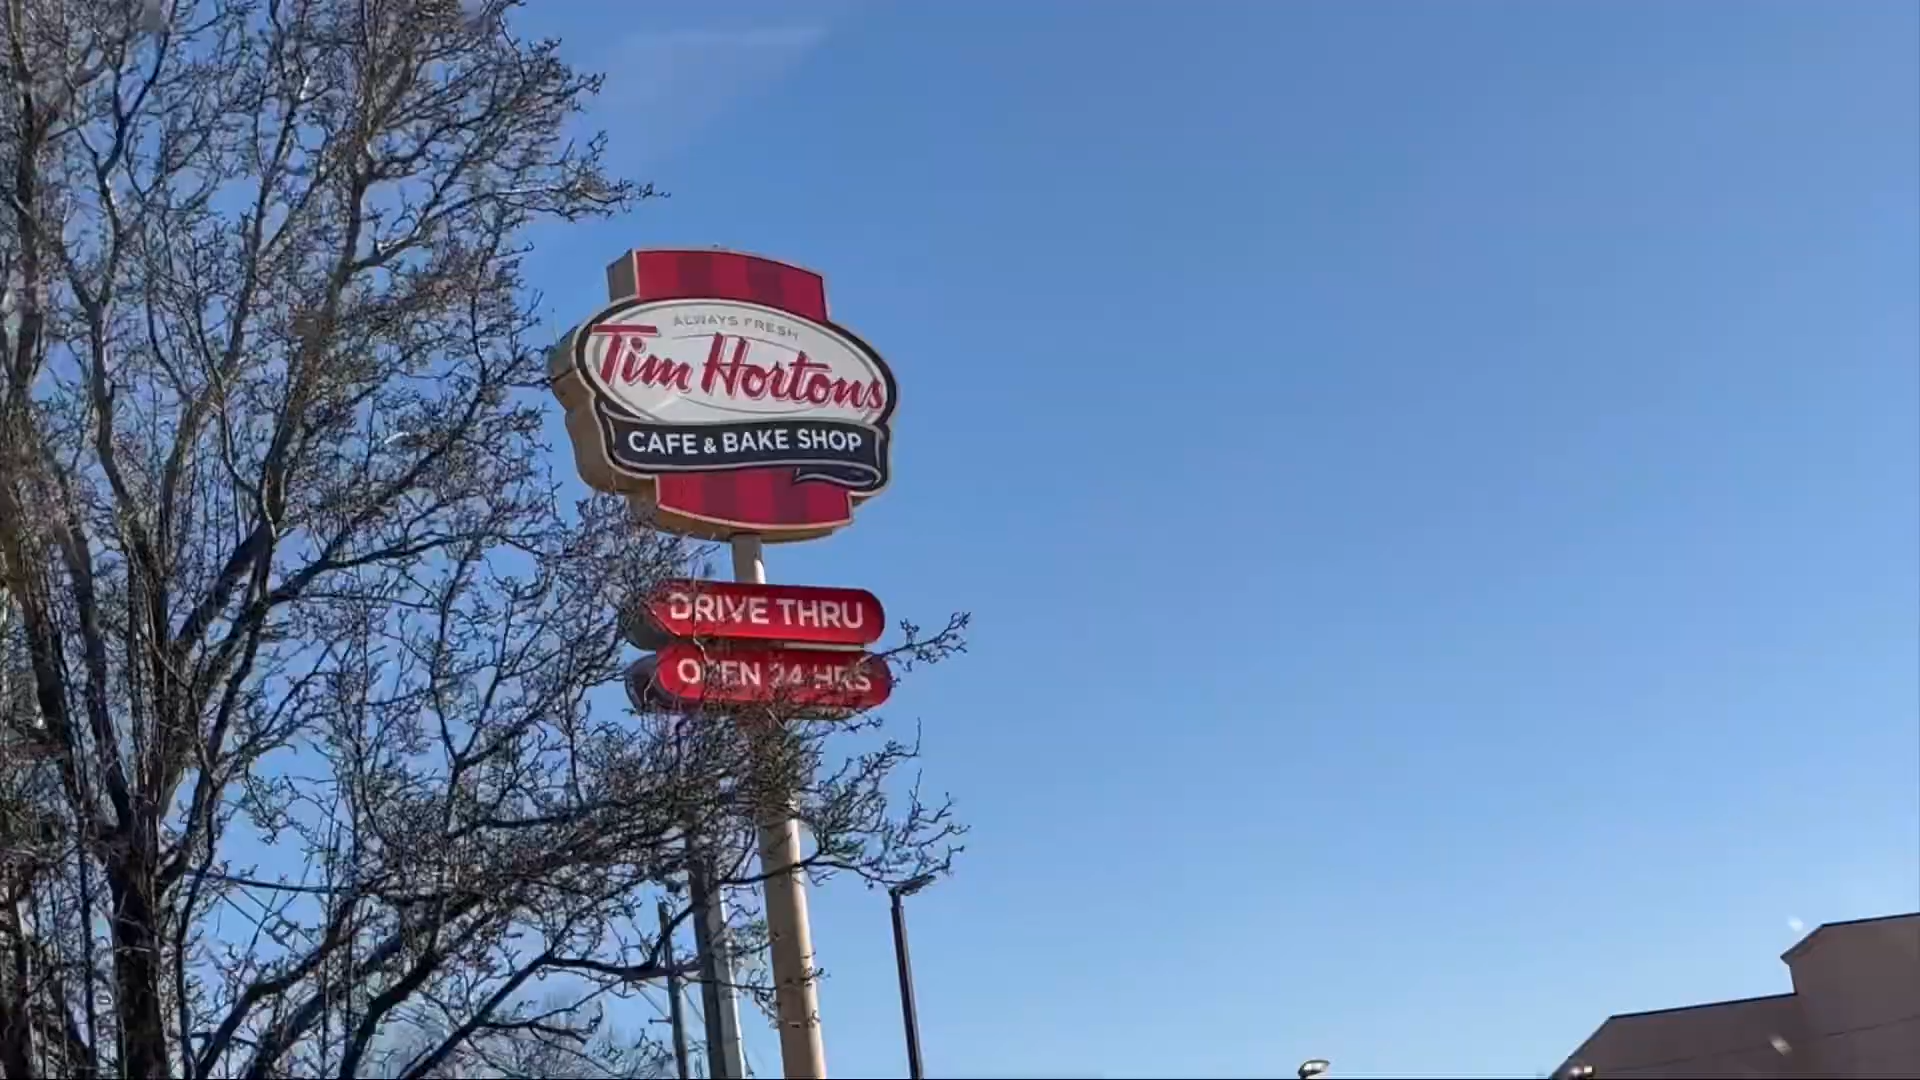 ALWAYS FRESH
Tim Hortons
CAFE & BAKE SHOP
DRIVE THRU
OPEN 24 HRS